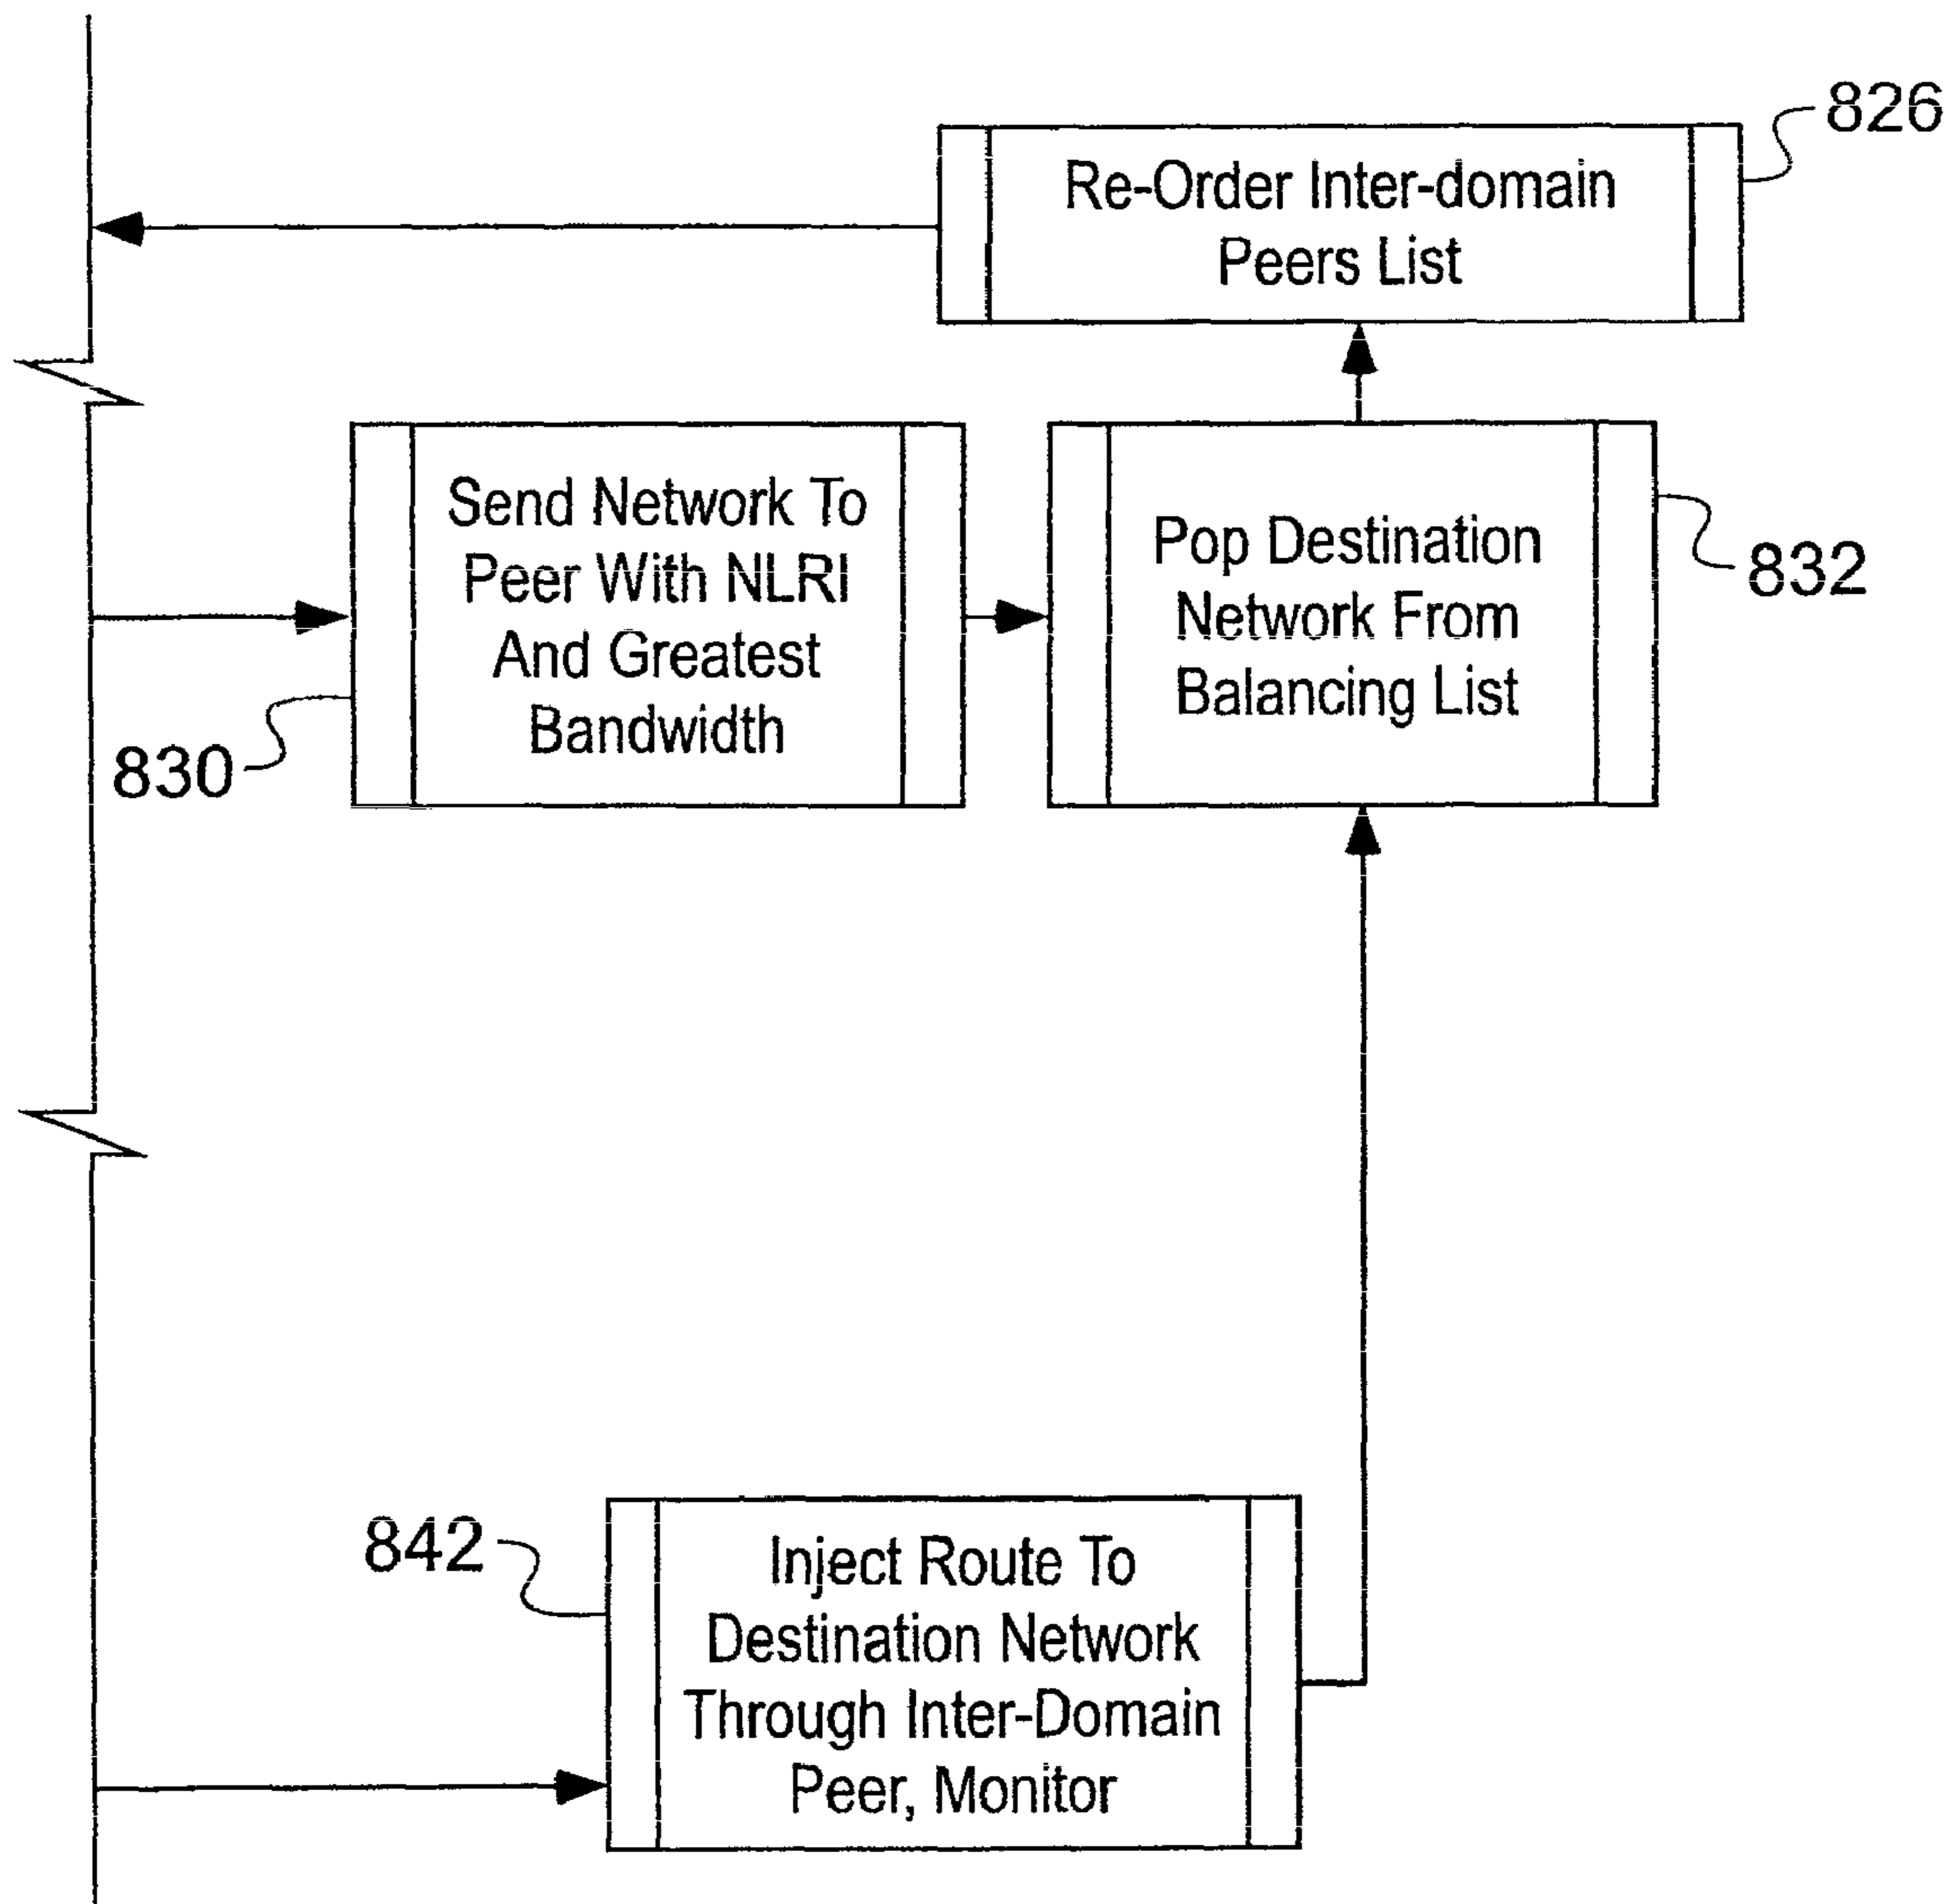 826
Re-Order Inter-domain
Peers List
Send Network To
Peer With NLRI
And Greatest
Bandwidth
830
Pop Destination
Network From
Balancing List
832
842
Inject Route To
Destination Network
Through Inter-Domain
Peer, Monitor